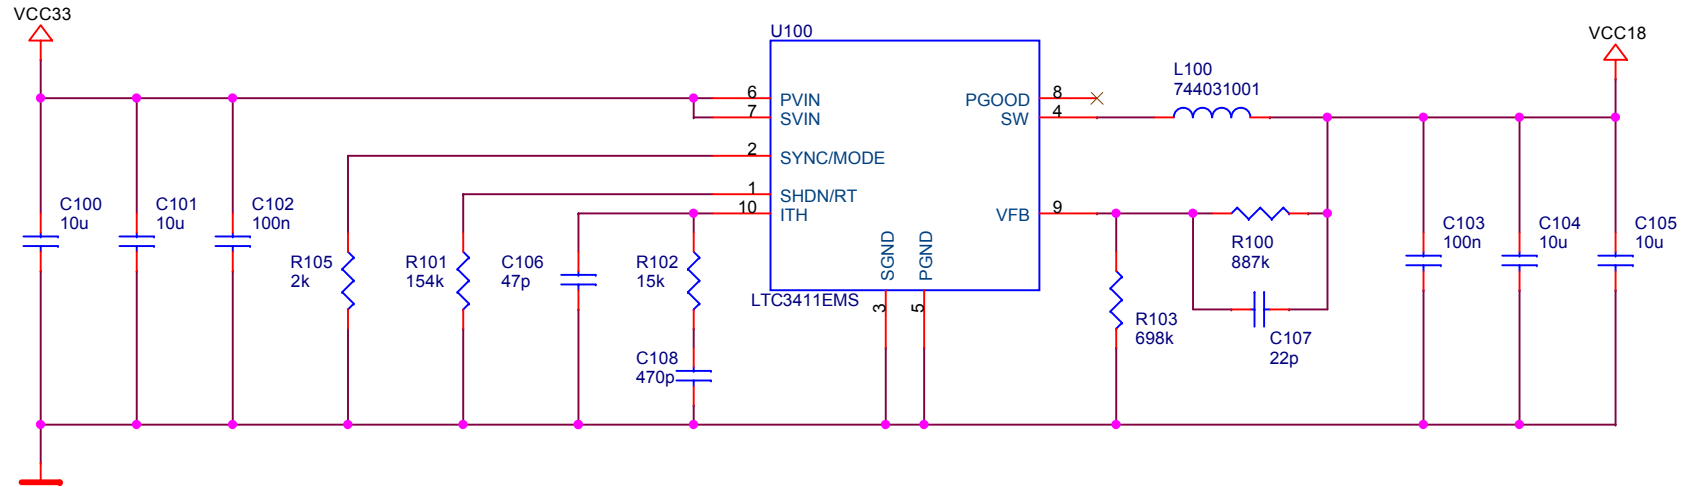 VCC33
U100
VCC18
L100
744031001
6
PVIN
PGOOD
8
7
SVIN
SW
4
2
SYNC/MODE
1
SHDN/RT
10
ITH
VFB
9
C100
10u
C101
10u
C102
100n
R105
2k
R101
154k
C106
47p
R102
15k
SGND
PGND
LTC3411EMS
3
5
R100
887k
C103
100n
C104
10u
C105
10u
R103
698k
C107
22p
C108
470p